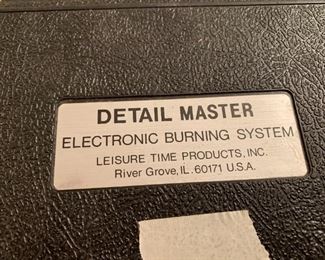 DETAIL MASTER
ELECTRONIC BURNING SYSTEM
LEISURE TIME PRODUCTS, INC.
River Grove, IL. 60171 U.S.A.